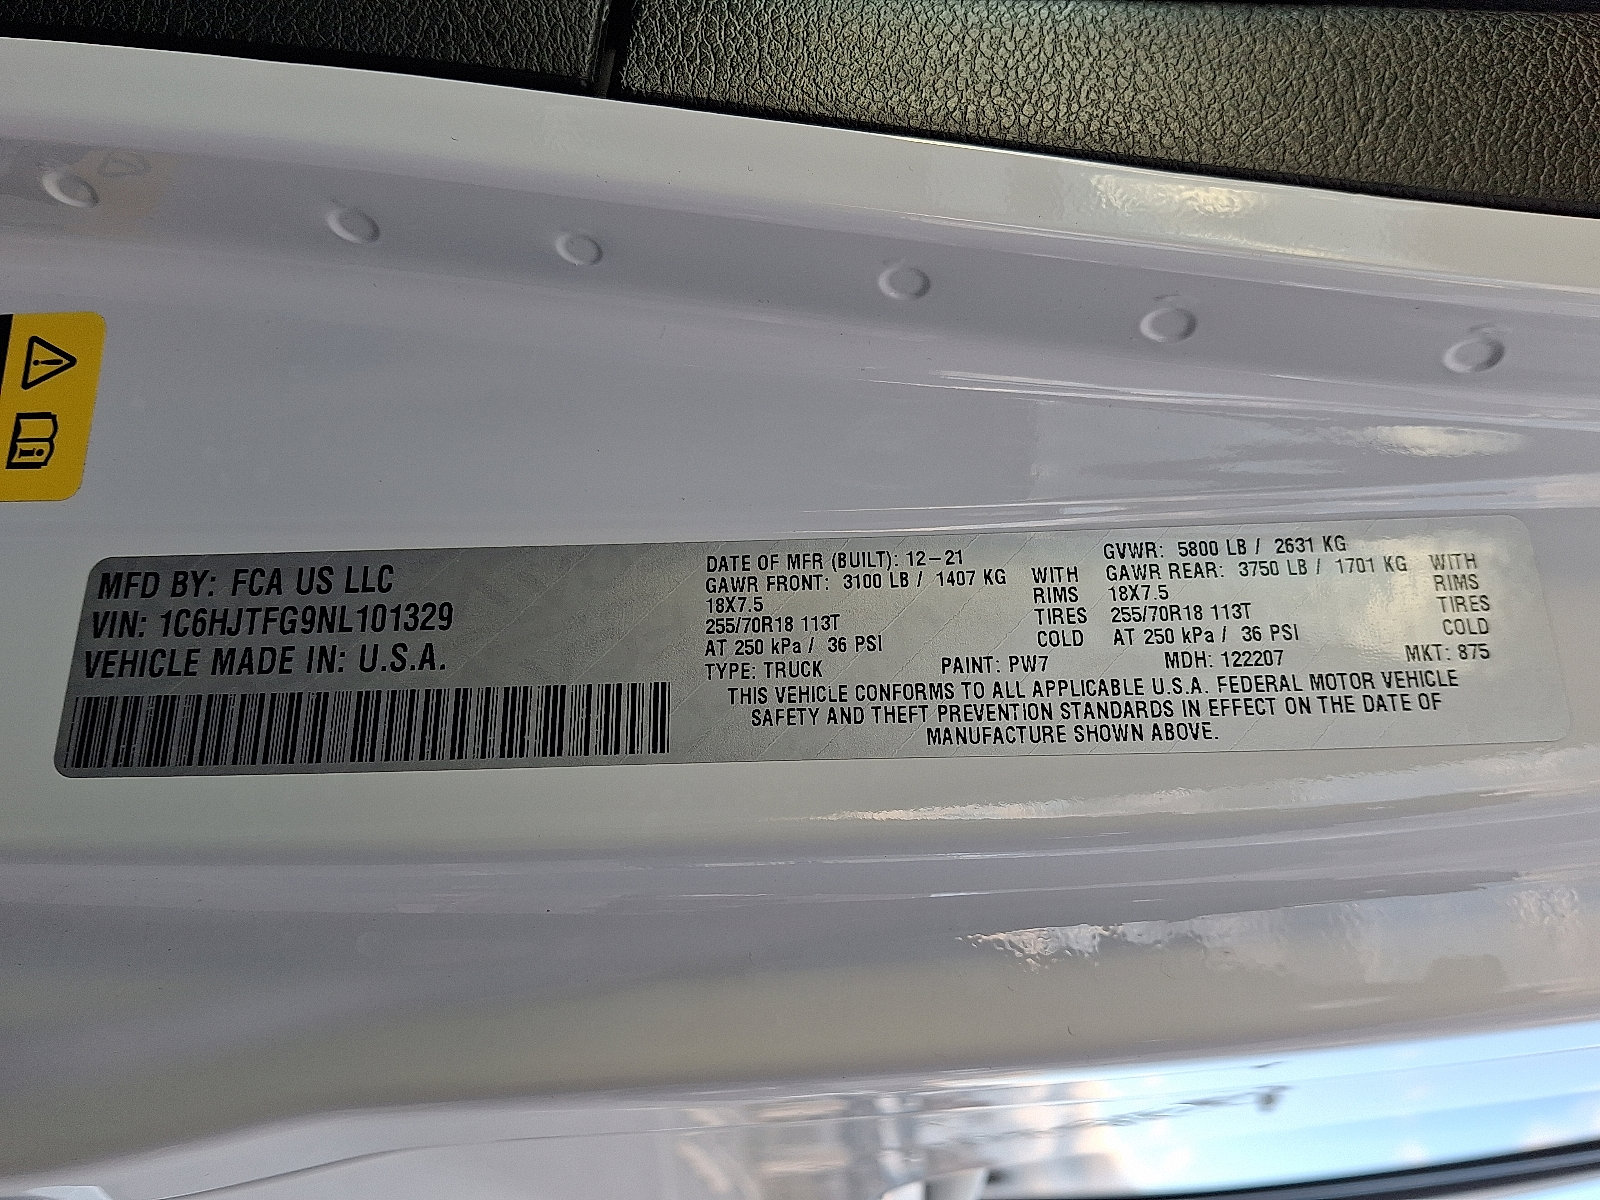 MFD BY: FCA US LLC
VIN: 1C6HJTFG9NL101329
VEHICLE MADE IN: U.S.A.
DATE OF MFR (BUILT): 12-21
GAWR FRONT: 3100 LB / 1407 KG WITH
18X7.5 RIMS
255/70R18 113T TIRES
AT 250 kPa / 36 PSI COLD
GVWR: 5800 LB / 2631 KG
GAWR REAR: 3750 LB / 1701 KG WITH
18X7.5 RIMS
255/70R18 113T TIRES
AT 250 kPa / 36 PSI COLD
TYPE: TRUCK PAINT: PW7 MDH: 122207 MKT: 875
THIS VEHICLE CONFORMS TO ALL APPLICABLE U.S.A. FEDERAL MOTOR VEHICLE
SAFETY AND THEFT PREVENTION STANDARDS IN EFFECT ON THE DATE OF
MANUFACTURE SHOWN ABOVE.